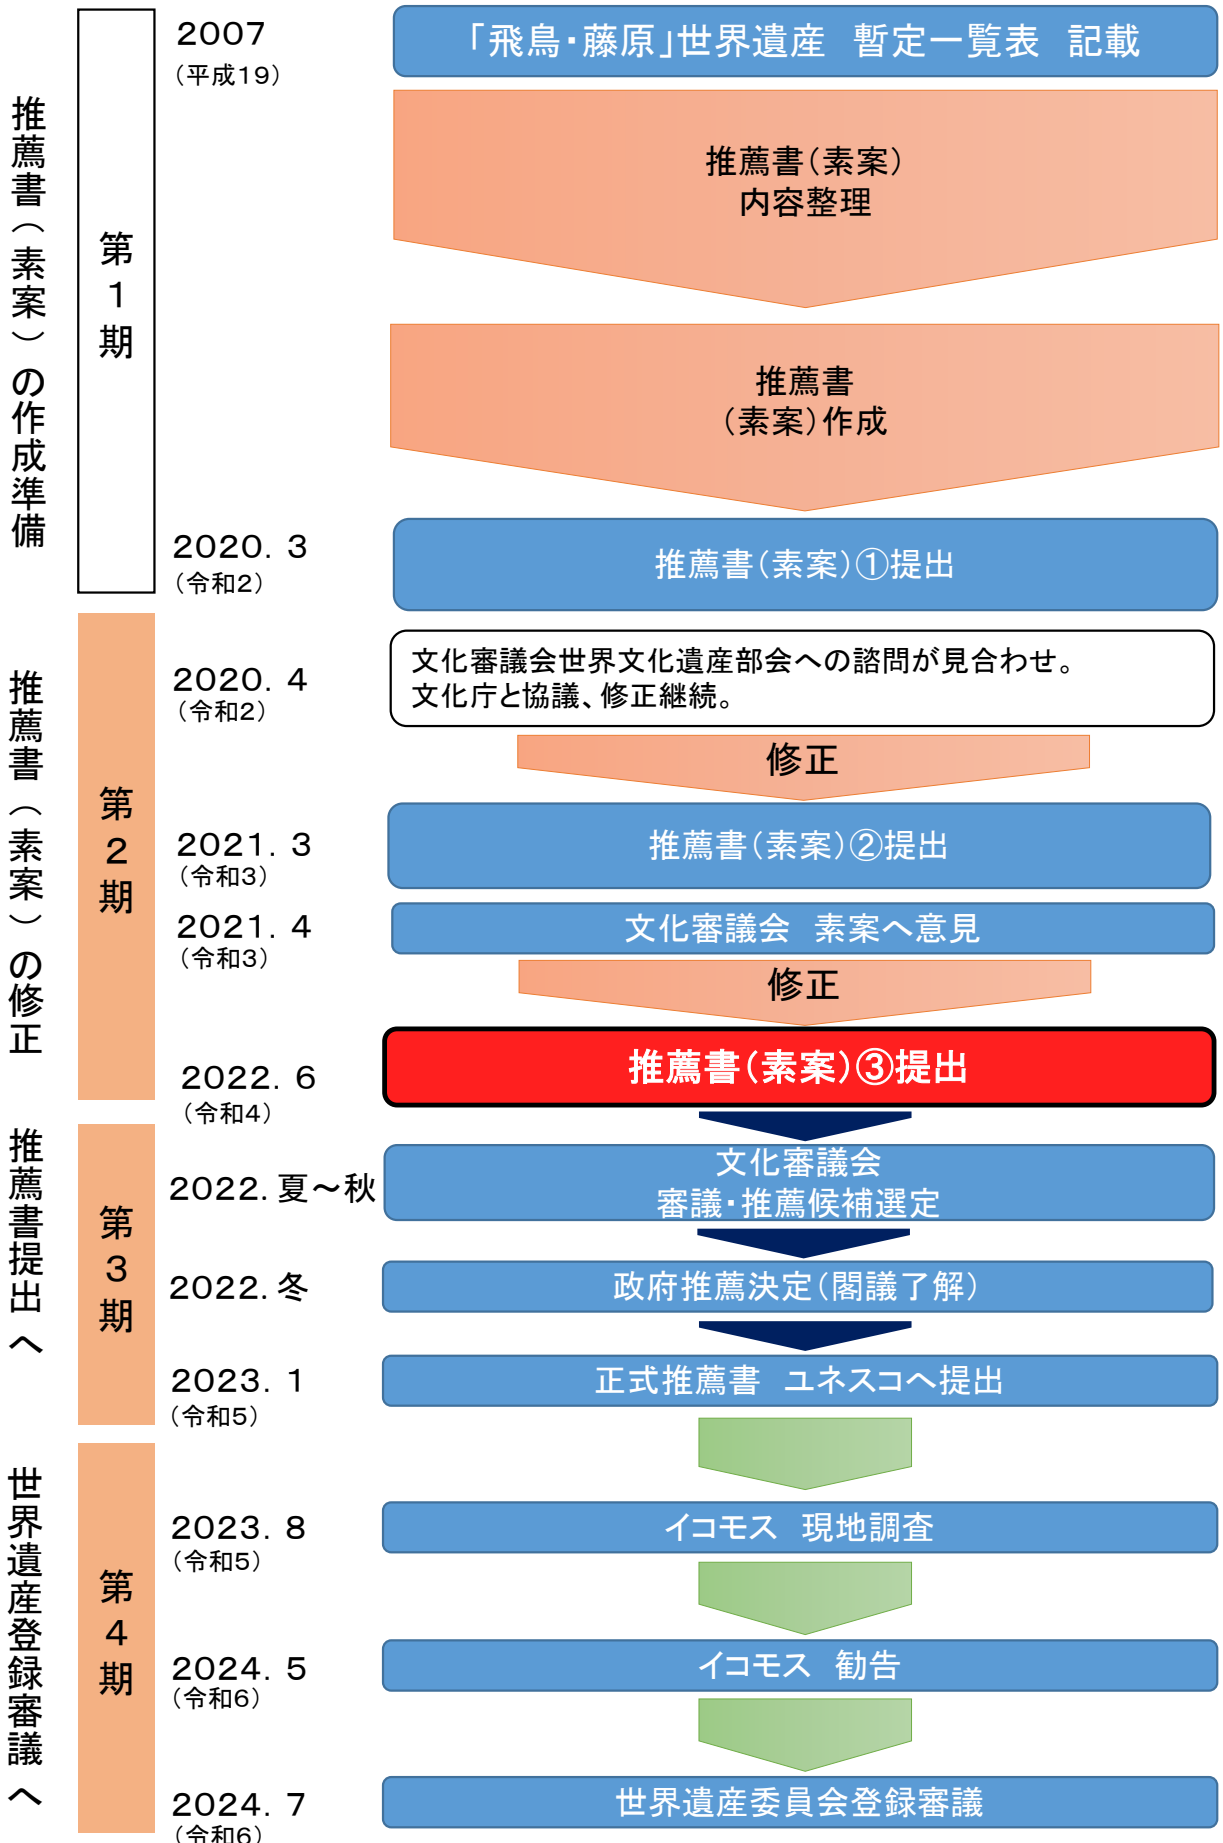 推薦書（素案）の作成準備
第1期
2007
（平成19）
「飛鳥・藤原」世界遺産　暫定一覧表　記載
推薦書（素案）
内容整理
推薦書
（素案）作成
2020．3
（令和2）
推薦書（素案）①提出
推薦書（素案）の修正
第2期
2020．4
（令和2）
文化審議会世界文化遺産部会への諮問が見合わせ。
文化庁と協議、修正継続。
修正
2021．3
（令和3）
推薦書（素案）②提出
2021．4
（令和3）
文化審議会　素案へ意見
修正
2022．6
（令和4）
推薦書（素案）③提出
推薦書提出へ
第3期
2022．夏～秋
文化審議会
審議・推薦候補選定
2022．冬
政府推薦決定（閣議了解）
2023．1
（令和5）
正式推薦書　ユネスコへ提出
世界遺産登録審議へ
第4期
2023．8
（令和5）
イコモス　現地調査
2024．5
（令和6）
イコモス　勧告
2024．7
（令和6）
世界遺産委員会登録審議